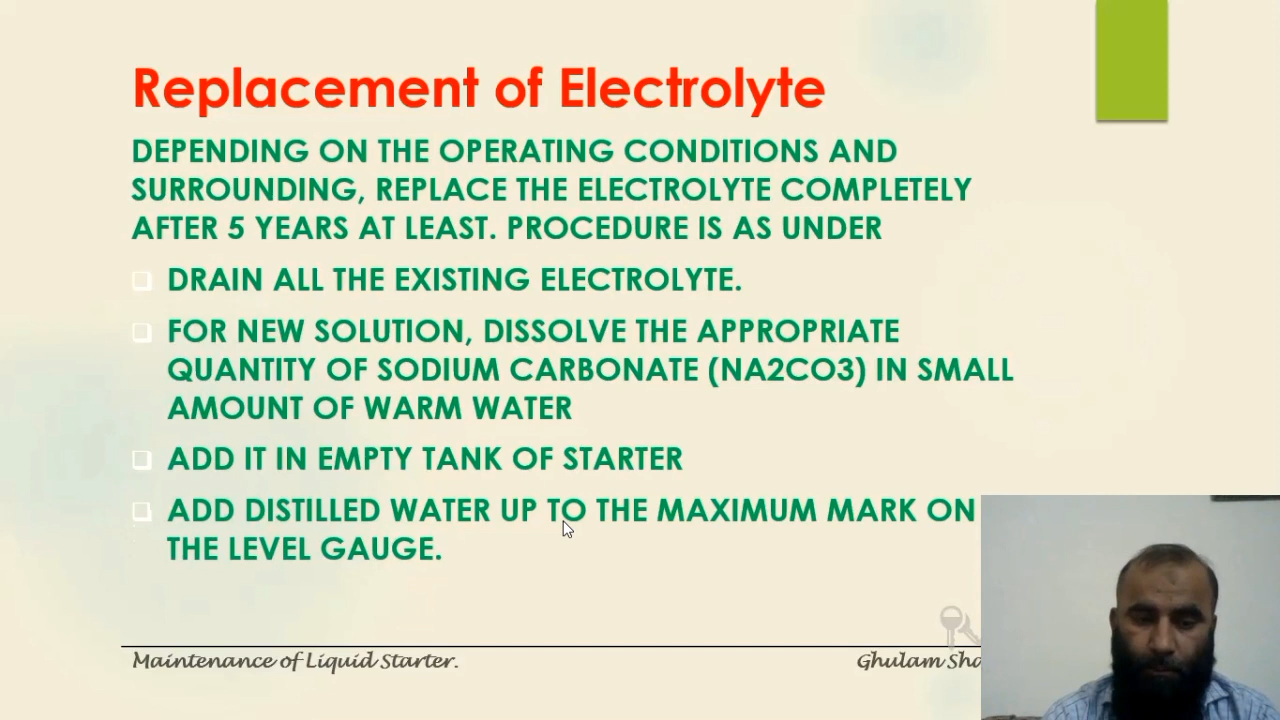 Replacement of Electrolyte
DEPENDING ON THE OPERATING CONDITIONS AND
SURROUNDING, REPLACE THE ELECTROLYTE COMPLETELY
AFTER 5 YEARS AT LEAST. PROCEDURE IS AS UNDER
DRAIN ALL THE EXISTING ELECTROLYTE.
FOR NEW SOLUTION, DISSOLVE THE APPROPRIATE
QUANTITY OF SODIUM CARBONATE (NA2CO3) IN SMALL
AMOUNT OF WARM WATER
ADD IT IN EMPTY TANK OF STARTER
ADD DISTILLED WATER UP TO THE MAXIMUM MARK ON
THE LEVEL GAUGE.
Maintenance of Liquid Starter.
Ghulam